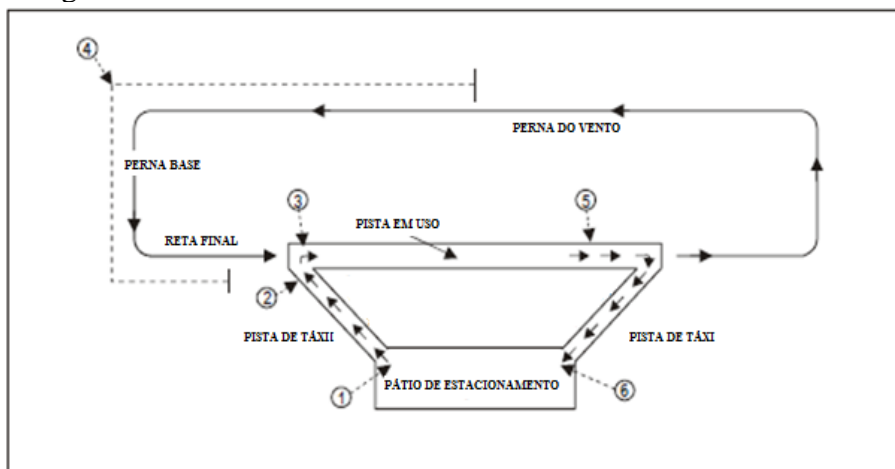 ④
PERNA DO VENTO
PERNA BASE
③
⑤
PISTA EM USO
RETA FINAL
②
PISTA DE TÁXII
PISTA DE TÁXI
①
PÁTIO DE ESTACIONAMENTO
⑥